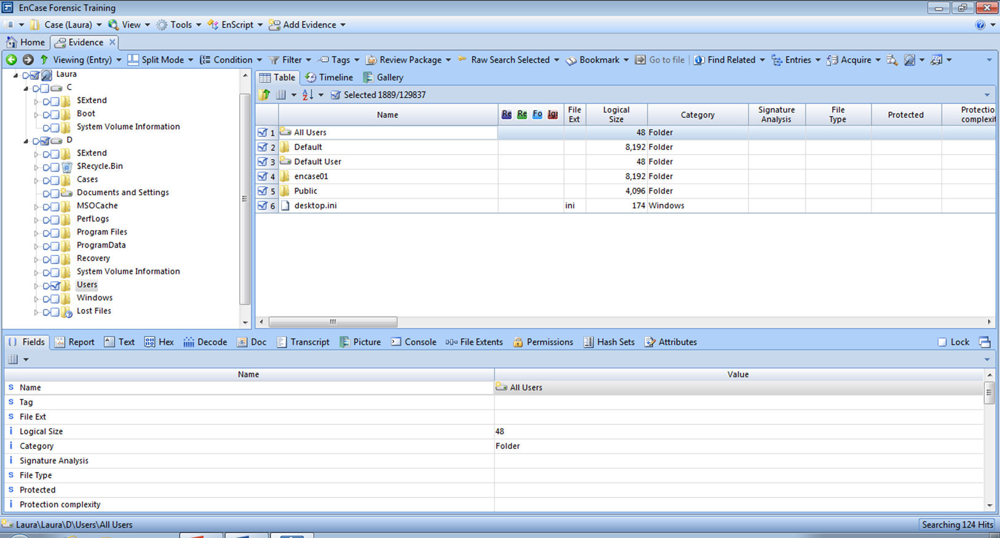 EnCase Forensic Training
Case (Laura) View Tools EnScript Add Evidence
Home Evidence
Viewing (Entry) Split Mode Condition Filter Tags Review Package Raw Search Selected Bookmark Go to file Find Related Entries Acquire
Laura
C
$Extend
Boot
System Volume Information
D
$Extend
$Recycle.Bin
Cases
Documents and Settings
MSOCache
PerfLogs
Program Files
ProgramData
Recovery
System Volume Information
Users
Windows
Lost Files
Table Timeline Gallery
Selected 1889/129837
Name Re Re Fo Igr File Ext Logical Size Category Signature Analysis File Type Protected Protectio complexit
1 All Users 48 Folder
2 Default 8,192 Folder
3 Default User 48 Folder
4 encase01 8,192 Folder
5 Public 4,096 Folder
6 desktop.ini ini 174 Windows
Fields Report Text Hex Decode Doc Transcript Picture Console File Extents Permissions Hash Sets Attributes Lock
Name Value
S Name All Users
S Tag
S File Ext
i Logical Size 48
i Category Folder
i Signature Analysis
S File Type
S Protected
i Protection complexity
Laura\Laura\D\Users\All Users Searching 124 Hits